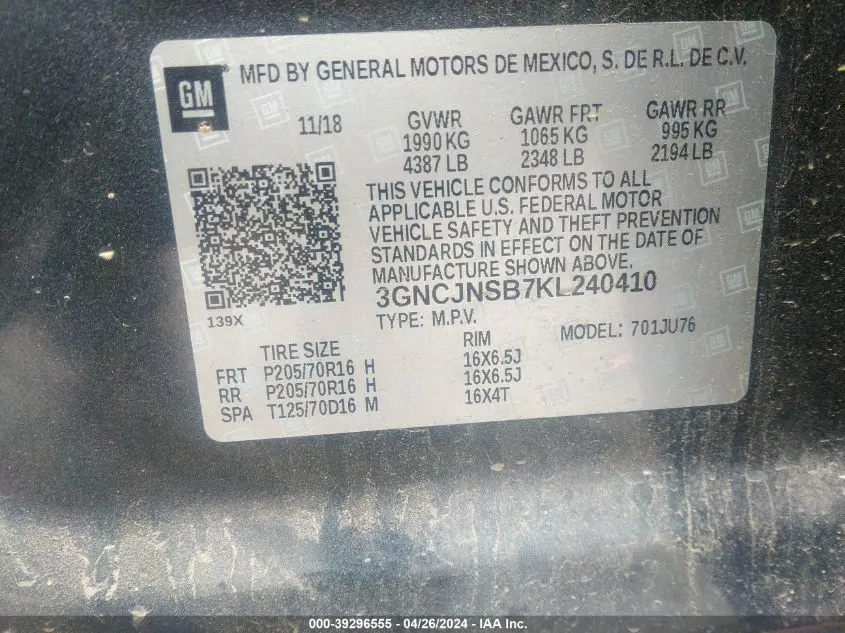 GM
MFD BY GENERAL MOTORS DE MEXICO, S. DE R.L. DE C.V.
11/18
GVWR GAWR FRT GAWR RR
1990 KG 1065 KG 995 KG
4387 LB 2348 LB 2194 LB
THIS VEHICLE CONFORMS TO ALL
APPLICABLE U.S. FEDERAL MOTOR
VEHICLE SAFETY AND THEFT PREVENTION
STANDARDS IN EFFECT ON THE DATE OF
MANUFACTURE SHOWN ABOVE.
139X
3GNCJNSB7KL240410
TYPE: M.P.V. MODEL: 701JU76
TIRE SIZE RIM
FRT P205/70R16 H 16X6.5J
RR P205/70R16 H 16X6.5J
SPA T125/70D16 M 16X4T
000-39296555 - 04/26/2024 - IAA Inc.